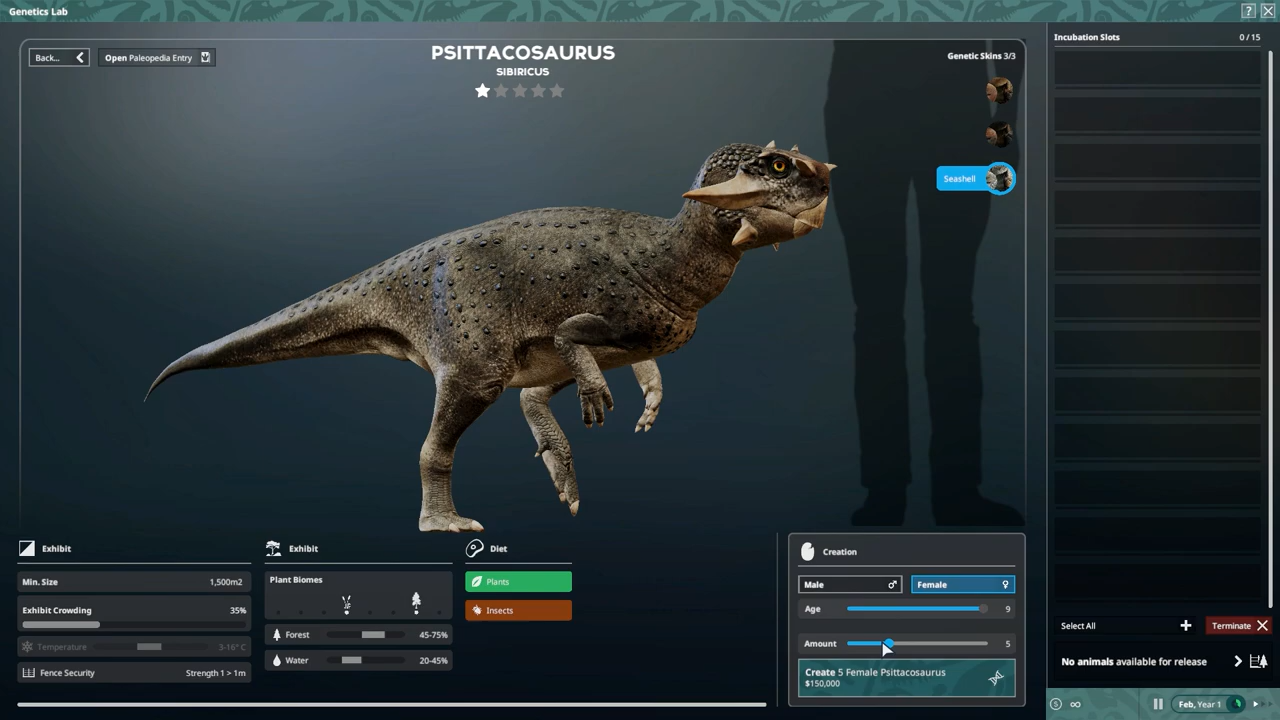 Genetics Lab
?
Back...
Open Paleopedia Entry
PSITTACOSAURUS
SIBIRICUS
Genetic Skins 3/3
Seashell
Incubation Slots 0 / 15
Exhibit
Min. Size 1,500m2
Exhibit Crowding 35%
Temperature 3-16° C
Fence Security Strength 1 > 1m
Exhibit
Plant Biomes
Forest 45-75%
Water 20-45%
Diet
Plants
Insects
Creation
Male ♂ Female ♀
Age 9
Amount 5
Create 5 Female Psittacosaurus
$150,000
Select All +
Terminate X
No animals available for release
$ ∞
Feb, Year 1